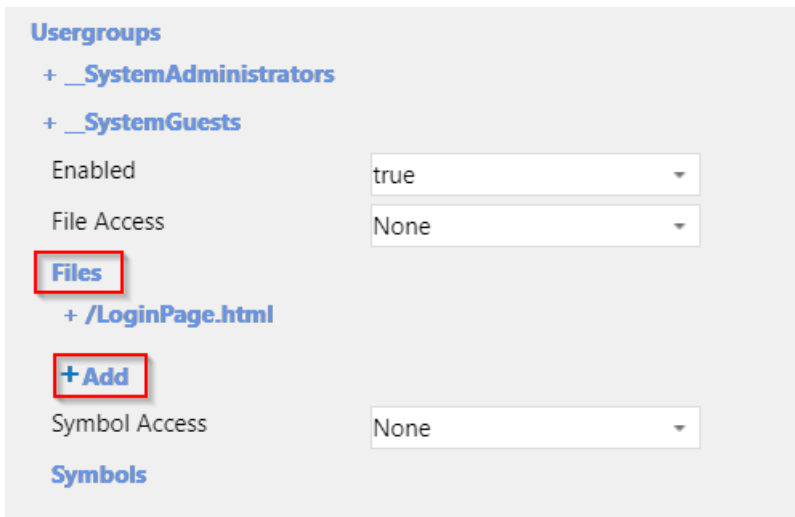 Usergroups
+ __SystemAdministrators
+ __SystemGuests
Enabled true
File Access None
Files
+ /LoginPage.html
+Add
Symbol Access None
Symbols